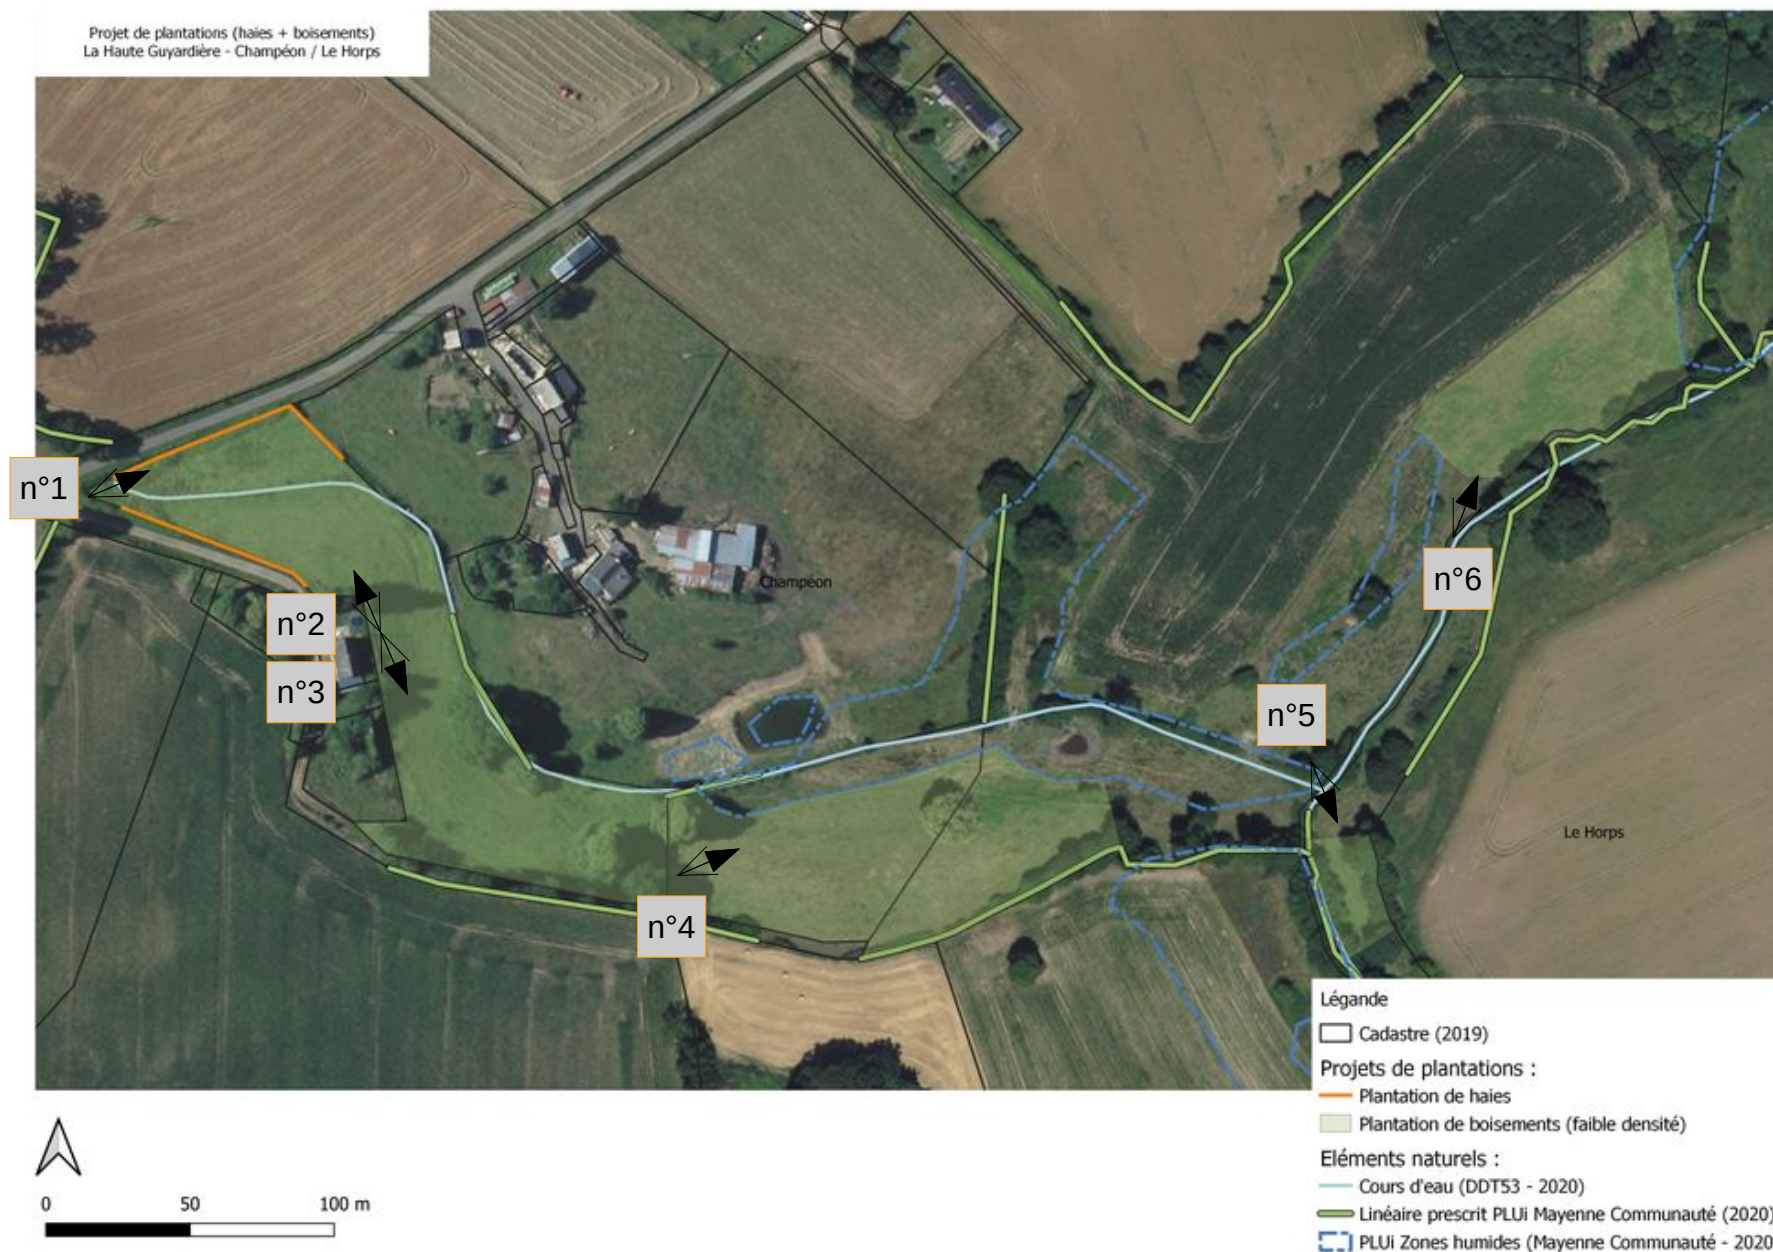 Projet de plantations (haies + boisements)
La Haute Guyardière - Champéon / Le Horps
n°1
n°2
n°3
Champéon
n°6
n°5
Le Horps
n°4
Légande
Cadastre (2019)
Projets de plantations :
Plantation de haies
Plantation de boisements (faible densité)
Eléments naturels :
Cours d'eau (DDT53 - 2020)
Linéaire prescrit PLUi Mayenne Communauté (2020)
PLUi Zones humides (Mayenne Communauté - 2020
0 50 100 m